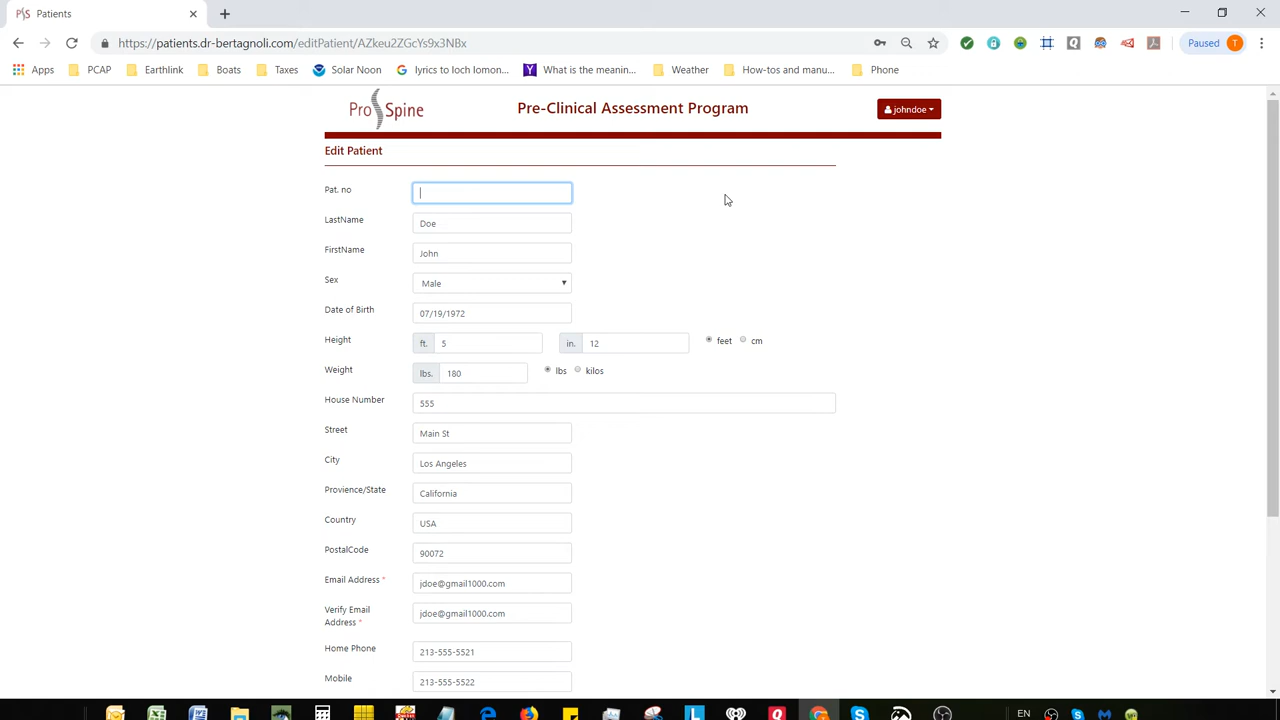 Patients
https://patients.dr-bertagnoli.com/editPatient/AZkeu2ZGcYs9x3NBx
Paused T
Apps PCAP Earthlink Boats Taxes Solar Noon lyrics to loch lomon... What is the meanin... Weather How-tos and manu... Phone
Pro Spine
Pre-Clinical Assessment Program
johndoe
Edit Patient
Pat. no
LastName Doe
FirstName John
Sex Male
Date of Birth 07/19/1972
Height ft. 5 in. 12 feet cm
Weight lbs. 180 lbs kilos
House Number 555
Street Main St
City Los Angeles
Provience/State California
Country USA
PostalCode 90072
Email Address * jdoe@gmail1000.com
Verify Email
Address * jdoe@gmail1000.com
Home Phone 213-555-5521
Mobile 213-555-5522
EN